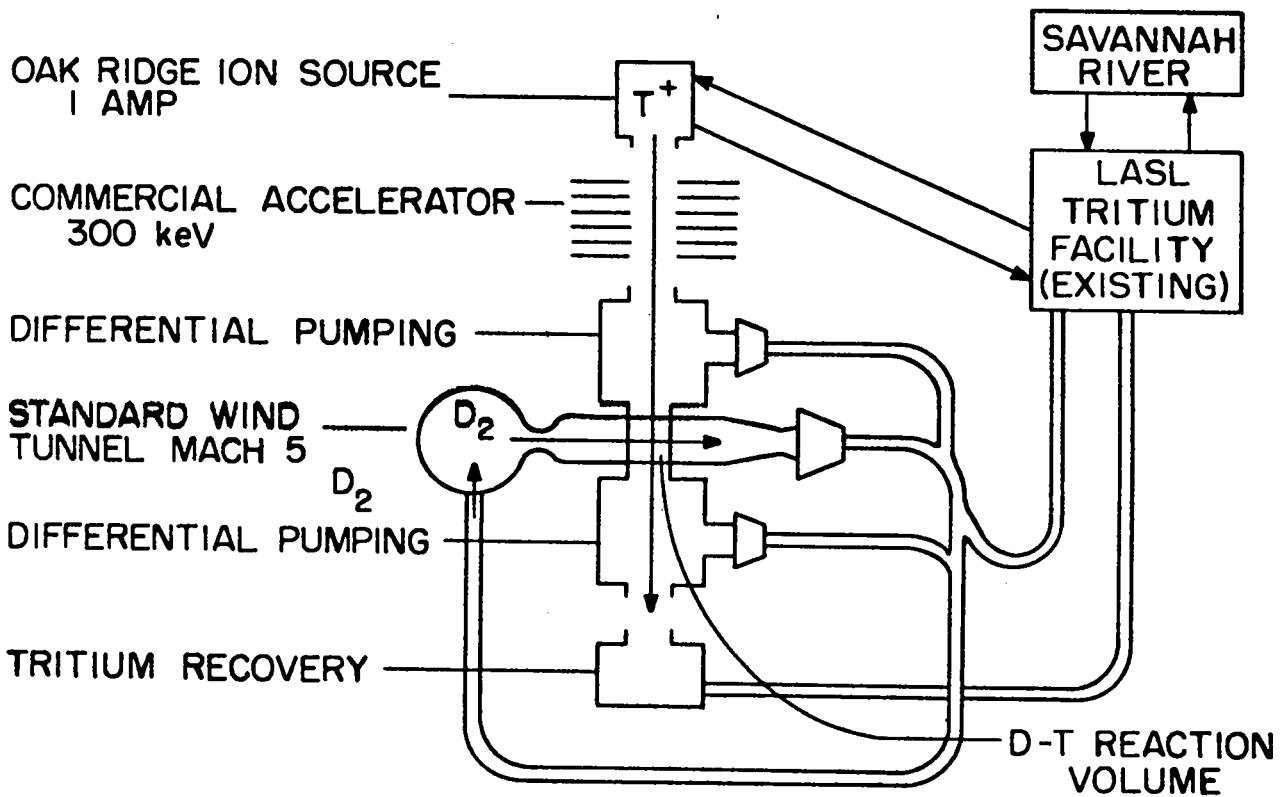 OAK RIDGE ION SOURCE
1 AMP
T+
SAVANNAH
RIVER
COMMERCIAL ACCELERATOR
300 keV
LASL
TRITIUM
FACILITY
(EXISTING)
DIFFERENTIAL PUMPING
STANDARD WIND
TUNNEL MACH 5
D2
D2
DIFFERENTIAL PUMPING
TRITIUM RECOVERY
D-T REACTION
VOLUME